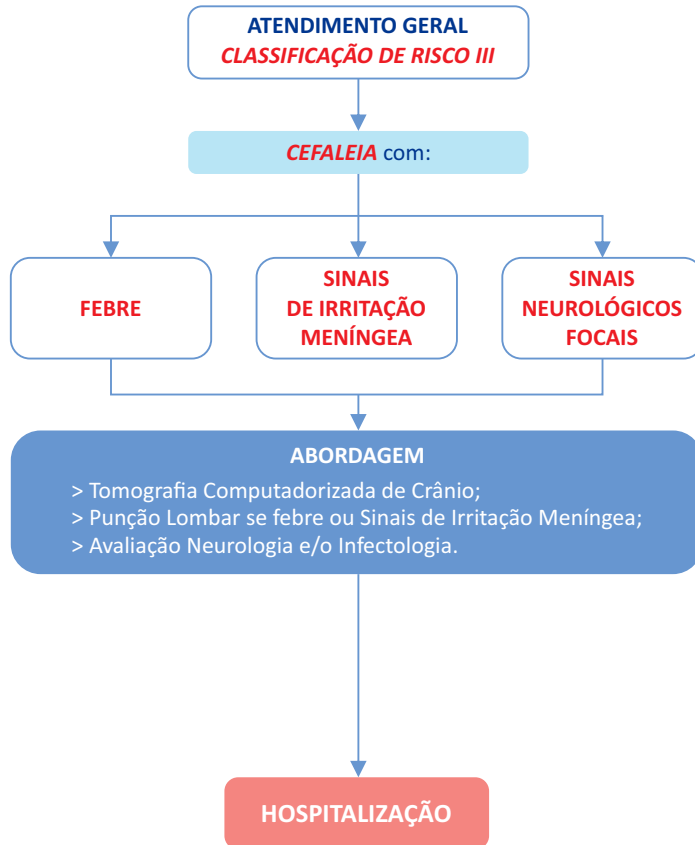 ATENDIMENTO GERAL
CLASSIFICAÇÃO DE RISCO III
CEFALEIA com:
FEBRE
SINAIS
DE IRRITAÇÃO
MENÍNGEA
SINAIS
NEUROLÓGICOS
FOCAIS
ABORDAGEM
> Tomografia Computadorizada de Crânio;
> Punção Lombar se febre ou Sinais de Irritação Meníngea;
> Avaliação Neurologia e/o Infectologia.
HOSPITALIZAÇÃO